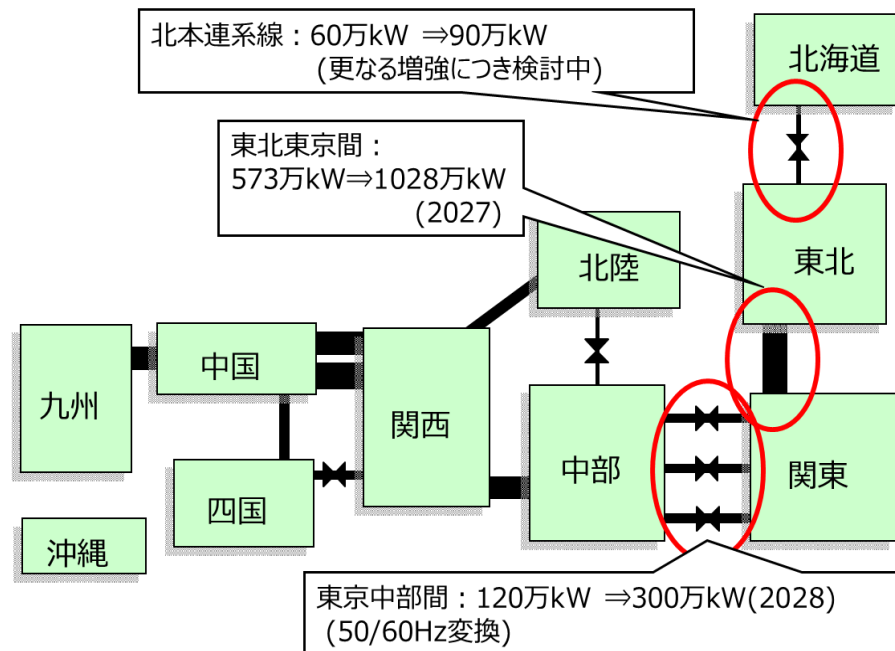 北本連系線：60万kW ⇒90万kW
(更なる増強につき検討中)
北海道
東北東京間：
573万kW⇒1028万kW
(2027)
北陸
東北
九州
中国
関西
四国
中部
関東
沖縄
東京中部間：120万kW ⇒300万kW(2028)
(50/60Hz変換)